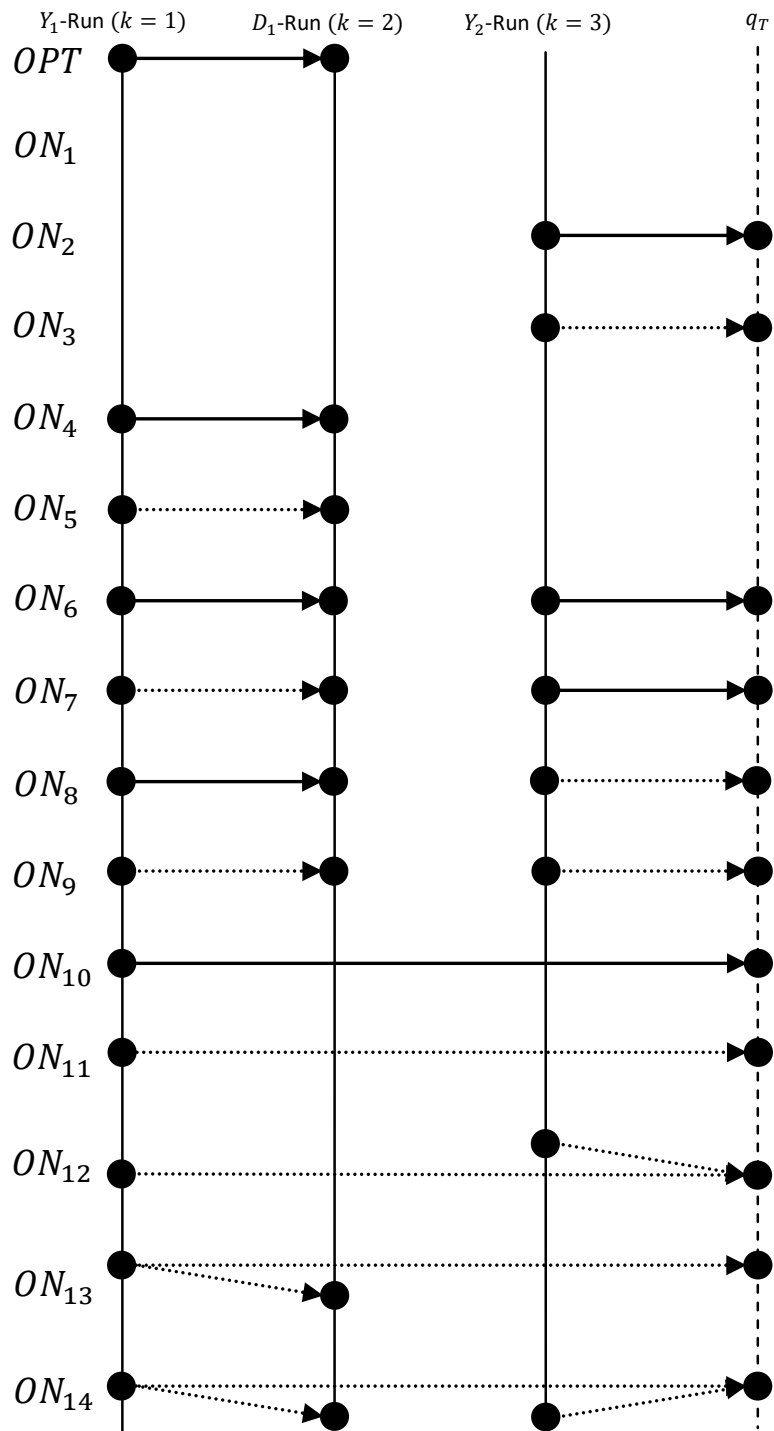 Y₁-Run (k = 1) D₁-Run (k = 2) Y₂-Run (k = 3) q_T
OPT
ON₁
ON₂
ON₃
ON₄
ON₅
ON₆
ON₇
ON₈
ON₉
ON₁₀
ON₁₁
ON₁₂
ON₁₃
ON₁₄